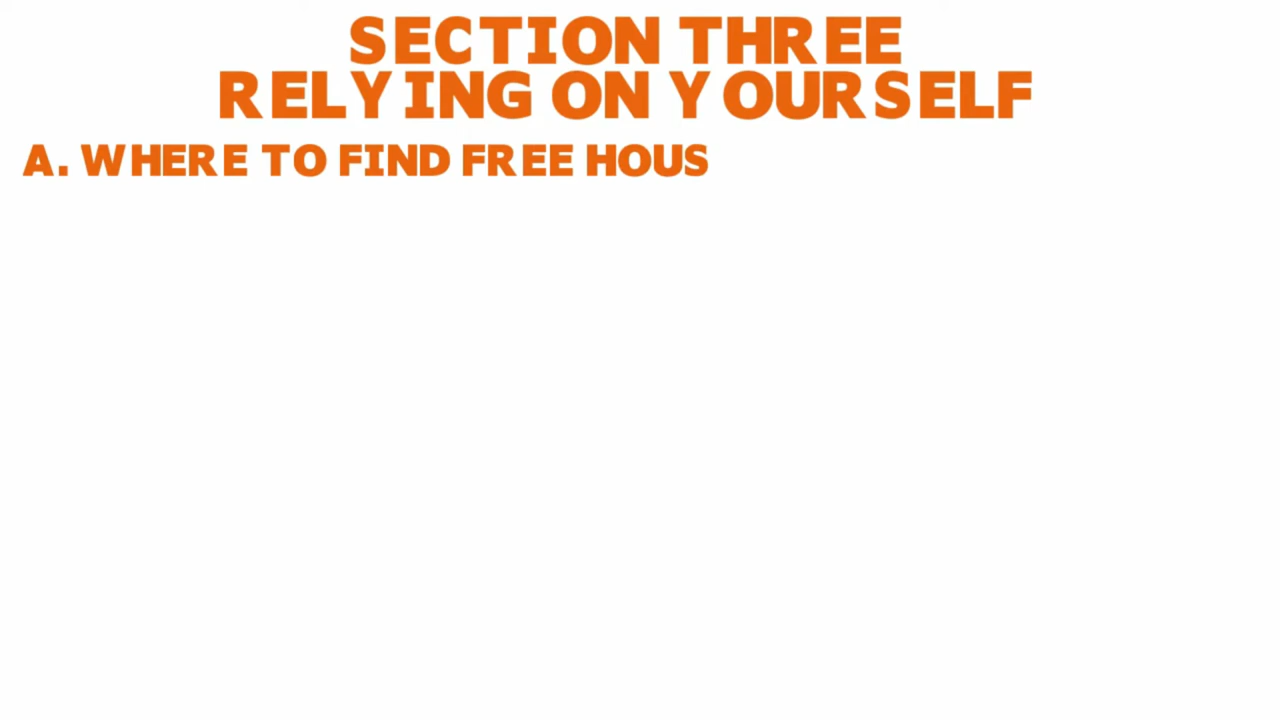 SECTION THREE
RELYING ON YOURSELF
A. WHERE TO FIND FREE HOUS